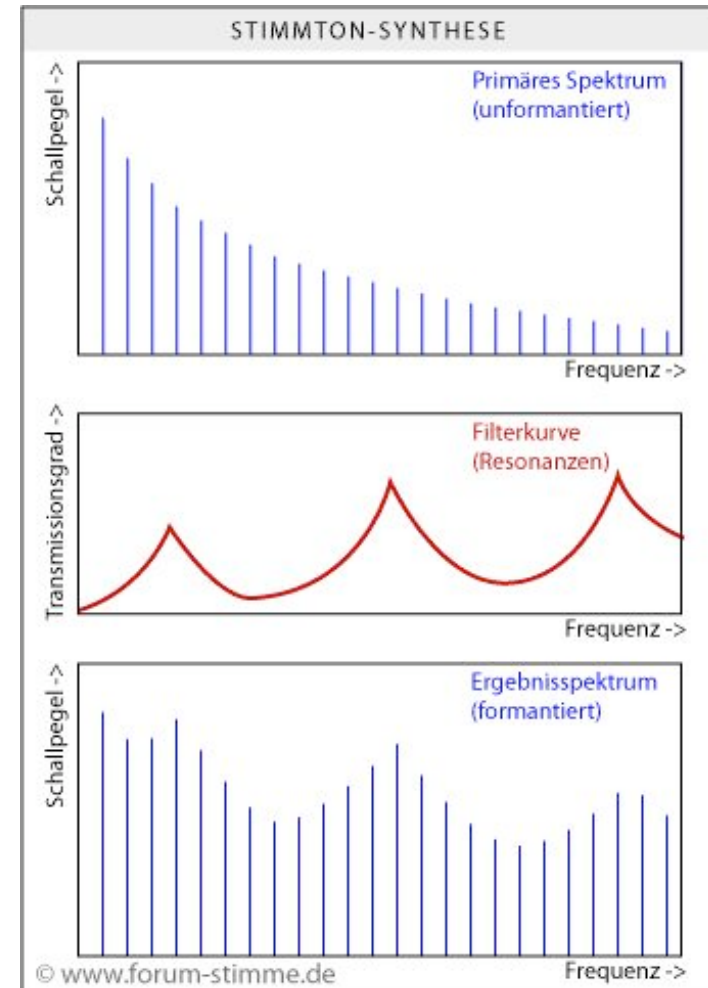 STIMMTON-SYNTHESE
Schallpegel ->
Primäres Spektrum
(unformantiert)
Frequenz ->
Transmissionsgrad ->
Filterkurve
(Resonanzen)
Frequenz ->
Schallpegel ->
Ergebnisspektrum
(formantiert)
Frequenz ->
© www.forum-stimme.de